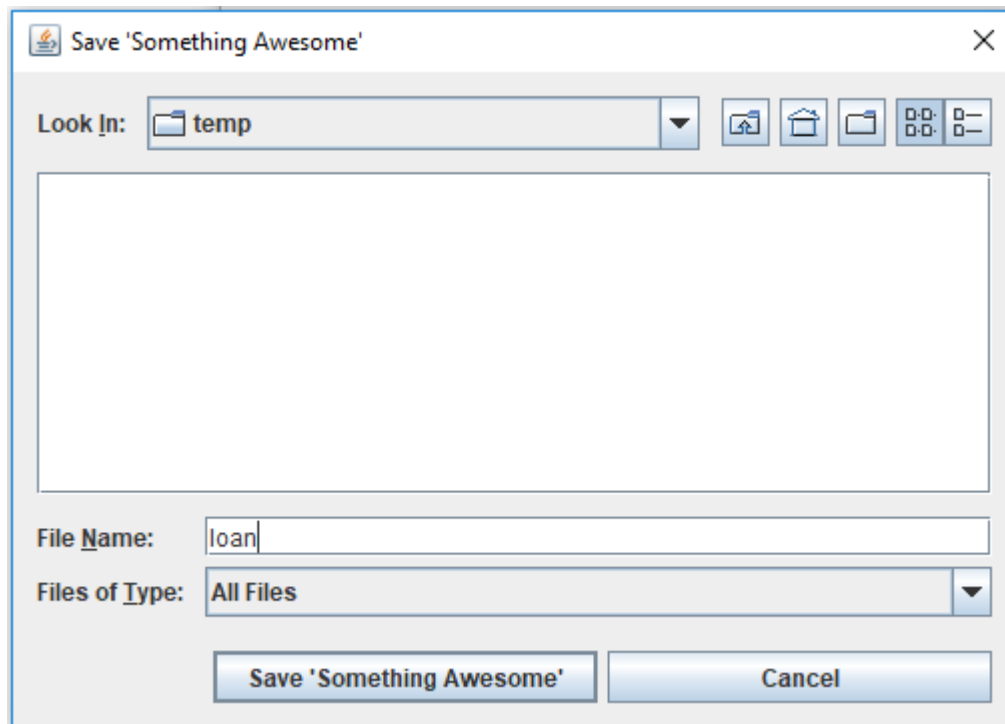 Save 'Something Awesome'
Look In: temp
File Name: loan
Files of Type: All Files
Save 'Something Awesome' Cancel